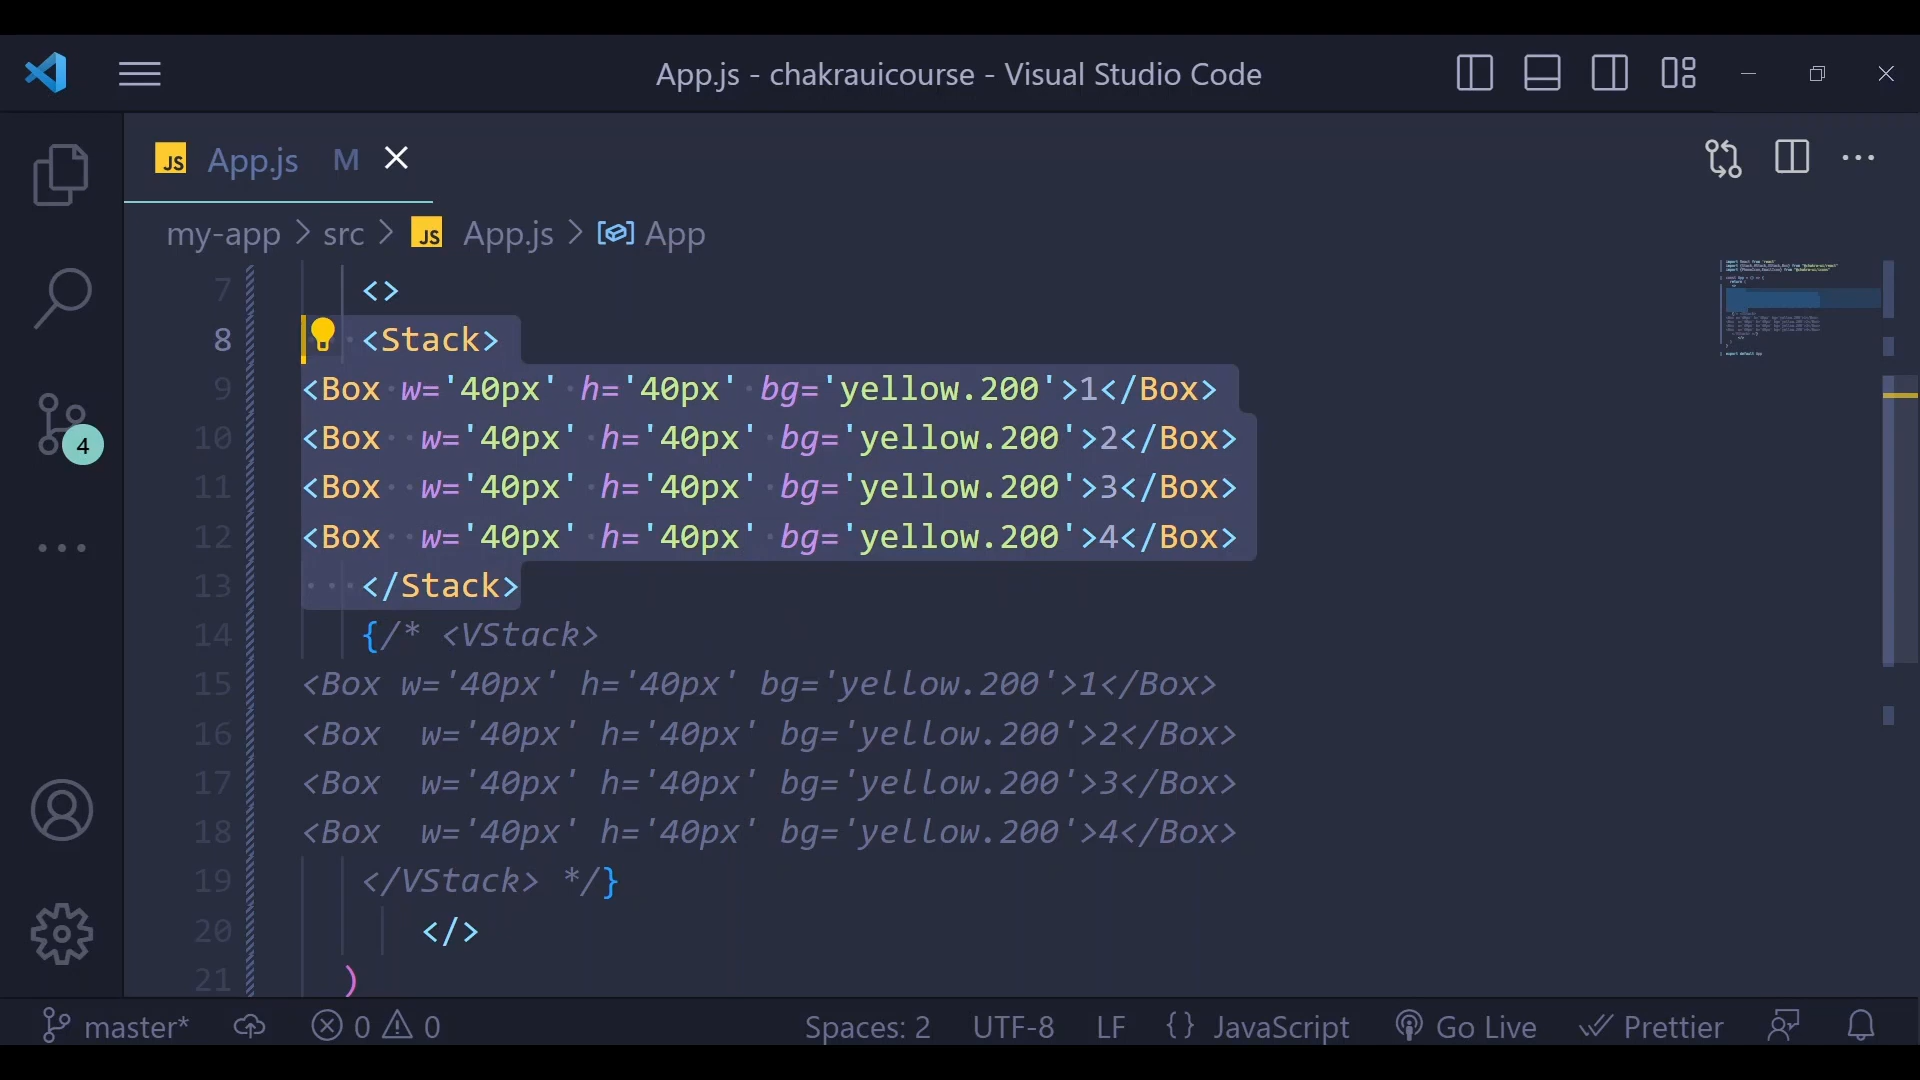 App.js - chakrauicourse - Visual Studio Code
JS App.js M
my-app > src > JS App.js > App
7 <>
8 <Stack>
9 <Box w='40px' h='40px' bg='yellow.200'>1</Box>
10 <Box  w='40px' h='40px' bg='yellow.200'>2</Box>
11 <Box  w='40px' h='40px' bg='yellow.200'>3</Box>
12 <Box  w='40px' h='40px' bg='yellow.200'>4</Box>
13 </Stack>
14 {/* <VStack>
15 <Box w='40px' h='40px' bg='yellow.200'>1</Box>
16 <Box  w='40px' h='40px' bg='yellow.200'>2</Box>
17 <Box  w='40px' h='40px' bg='yellow.200'>3</Box>
18 <Box  w='40px' h='40px' bg='yellow.200'>4</Box>
19 </VStack> */}
20 </>
21 )
4
master* 0 0 Spaces: 2 UTF-8 LF {} JavaScript Go Live Prettier